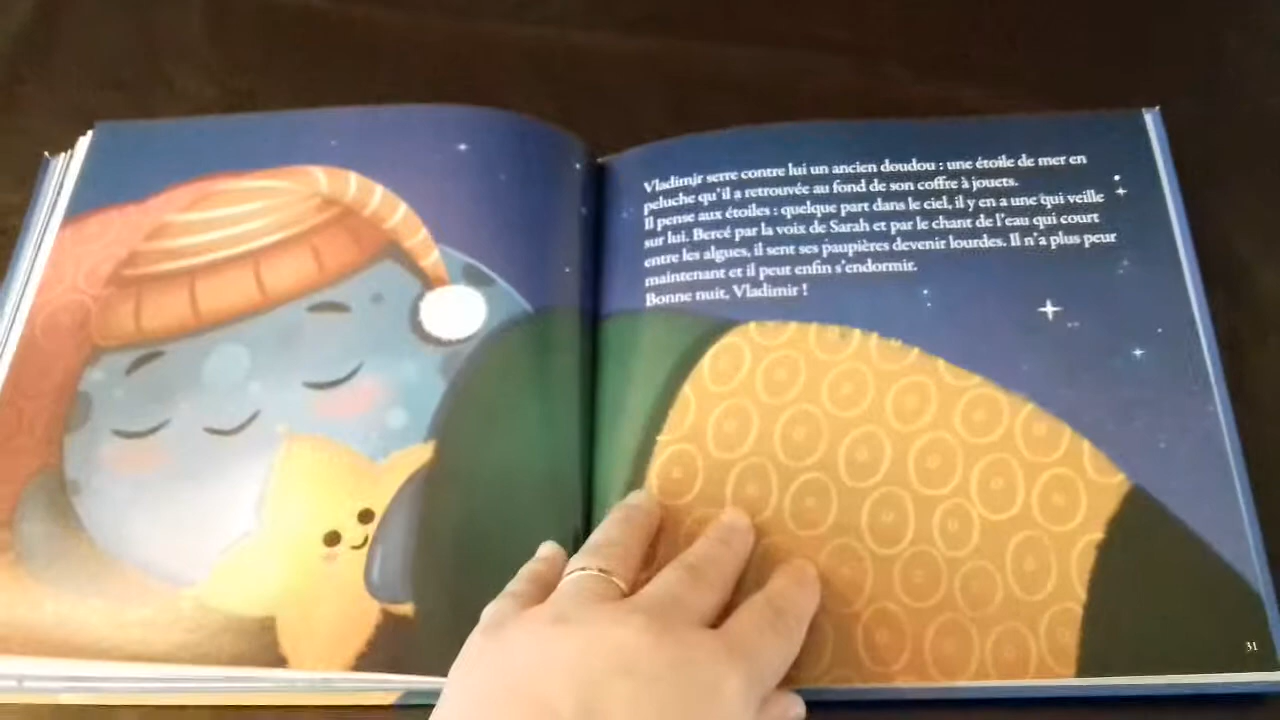 Vladimir serre contre lui un ancien doudou : une étoile de mer en
peluche qu'il a retrouvée au fond de son coffre à jouets.
Il pense aux étoiles : quelque part dans le ciel, il y en a une qui veille
sur lui. Bercé par la voix de Sarah et par le chant de l'eau qui court
entre les algues, il sent ses paupières devenir lourdes. Il n'a plus peur
maintenant et il peut enfin s'endormir.
Bonne nuit, Vladimir !
31